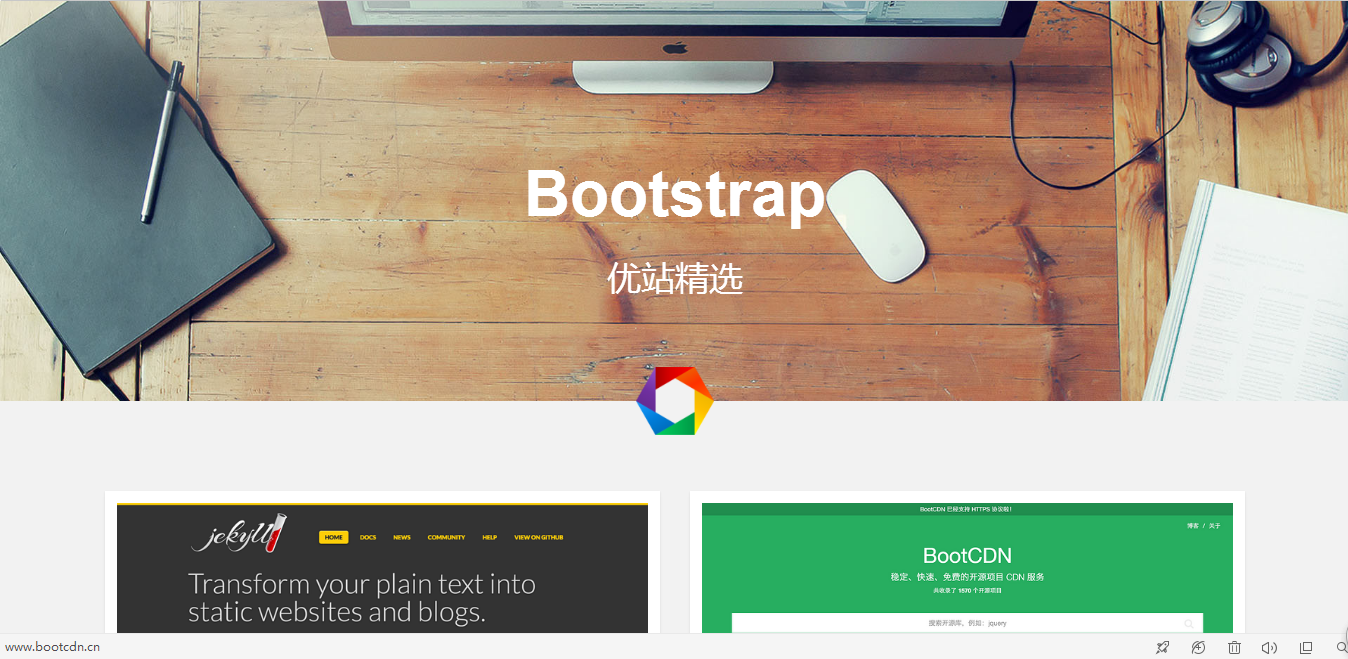 Bootstrap
优站精选
jekyll
HOME DOCS NEWS COMMUNITY HELP VIEW ON GITHUB
Transform your plain text into
static websites and blogs.
BootCDN 已经支持 HTTPS 协议啦！
博客 / 关于
BootCDN
稳定、快速、免费的开源项目 CDN 服务
共收录了 1570 个开源项目
搜索开源库，例如：jquery
www.bootcdn.cn